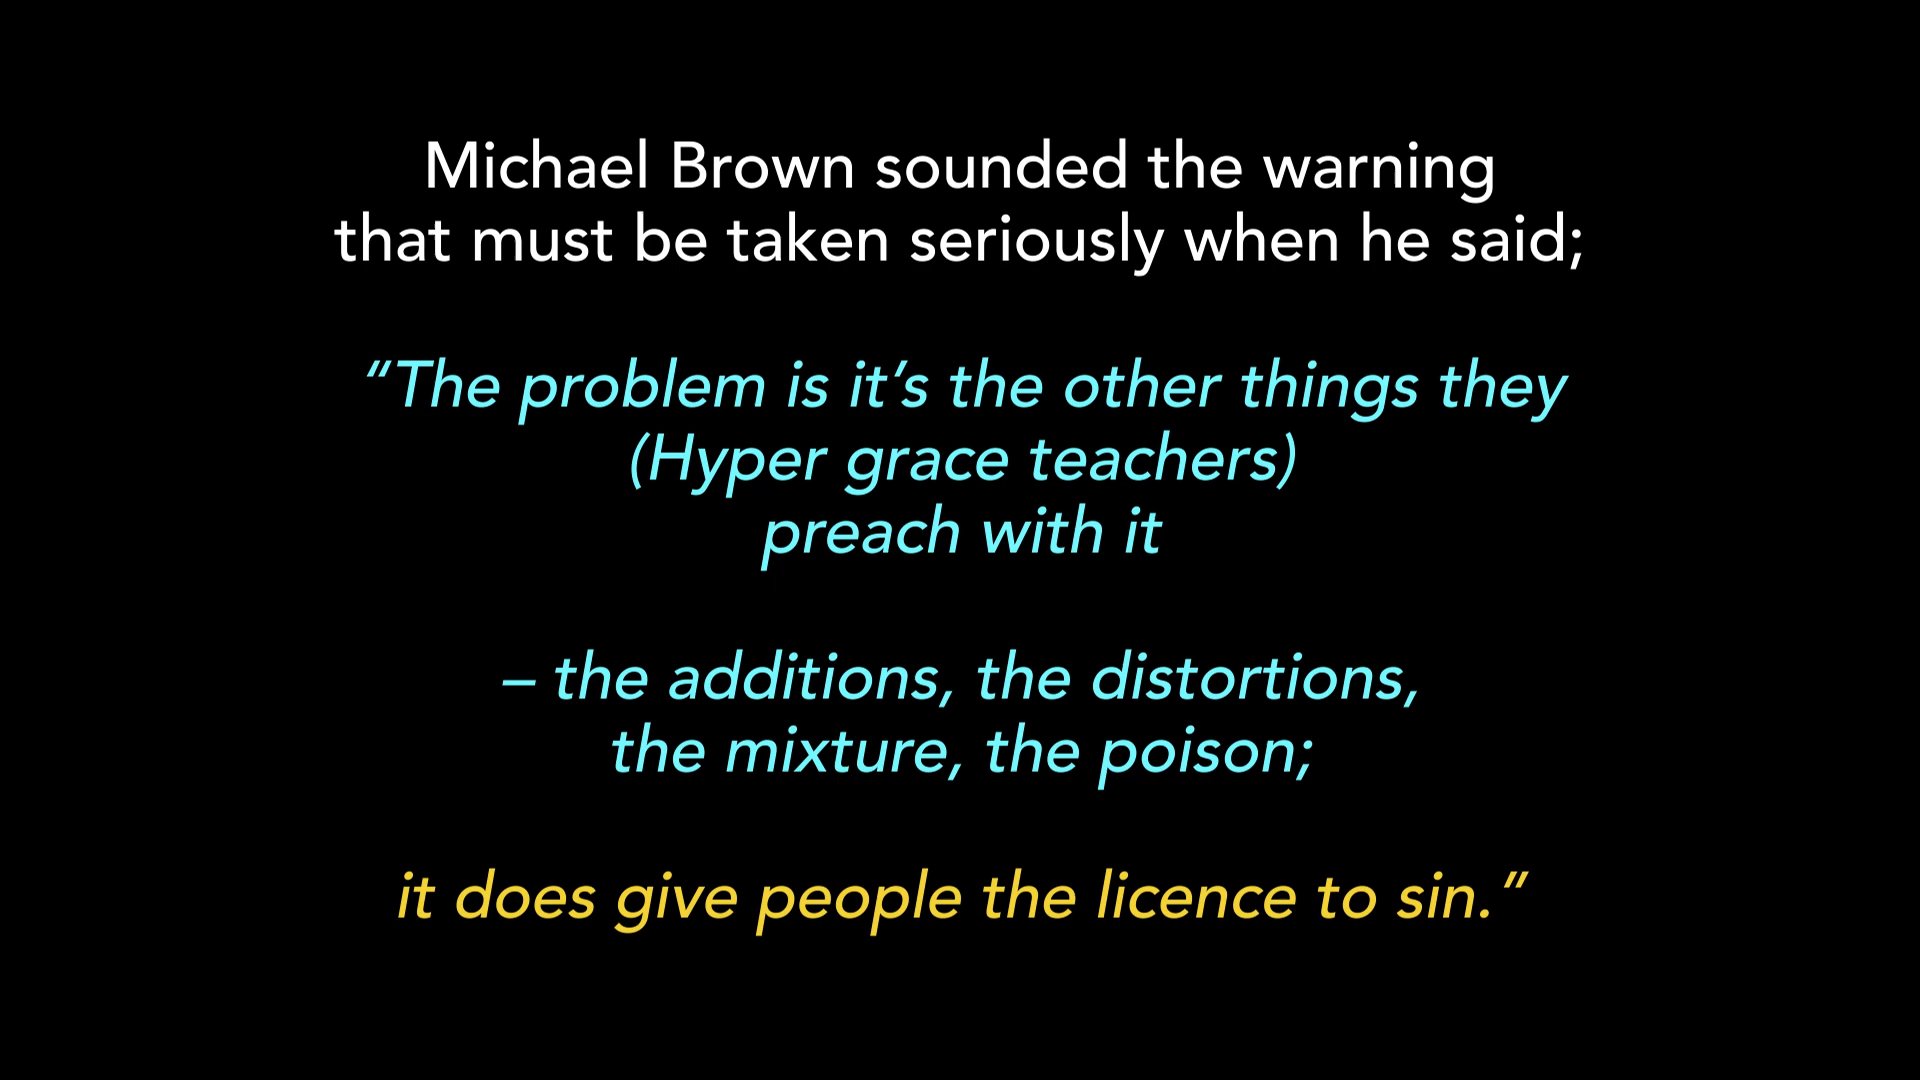 Michael Brown sounded the warning
that must be taken seriously when he said;
“The problem is it’s the other things they
(Hyper grace teachers)
preach with it
– the additions, the distortions,
the mixture, the poison;
it does give people the licence to sin.”